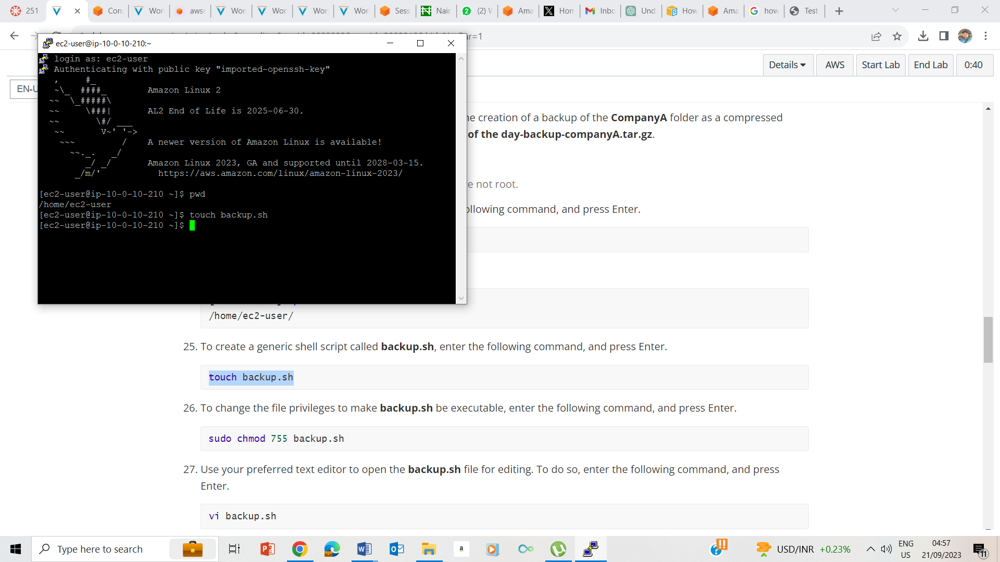 251-
Con
Wor
awsr
Wor
Wor
Wor
Wor
Sess
Nair
(2) V
Ama
Hom
Inbo
Und
How
Ama
how
Test
ar=1
Details
AWS
Start Lab
End Lab
0:40
EN-U
ec2-user@ip-10-0-10-210:~
login as: ec2-user
Authenticating with public key "imported-openssh-key"
   ,     #_
   ~\_  ####_        Amazon Linux 2
  ~~  \_#####\
  ~~     \###|       AL2 End of Life is 2025-06-30.
  ~~       \#/ ___
   ~~       V~' '->
    ~~~         /    A newer version of Amazon Linux is available!
      ~~._.   _/
         _/ _/       Amazon Linux 2023, GA and supported until 2028-03-15.
       _/m/'           https://aws.amazon.com/linux/amazon-linux-2023/
[ec2-user@ip-10-0-10-210 ~]$ pwd
/home/ec2-user
[ec2-user@ip-10-0-10-210 ~]$ touch backup.sh
[ec2-user@ip-10-0-10-210 ~]$
creation of a backup of the CompanyA folder as a compressed
of the day-backup-companyA.tar.gz.
not root.
following command, and press Enter.
/home/ec2-user/
25. To create a generic shell script called backup.sh, enter the following command, and press Enter.
touch backup.sh
26. To change the file privileges to make backup.sh be executable, enter the following command, and press Enter.
sudo chmod 755 backup.sh
27. Use your preferred text editor to open the backup.sh file for editing. To do so, enter the following command, and press
Enter.
vi backup.sh
Type here to search
USD/INR +0.23%
ENG
US
04:57
21/09/2023
11